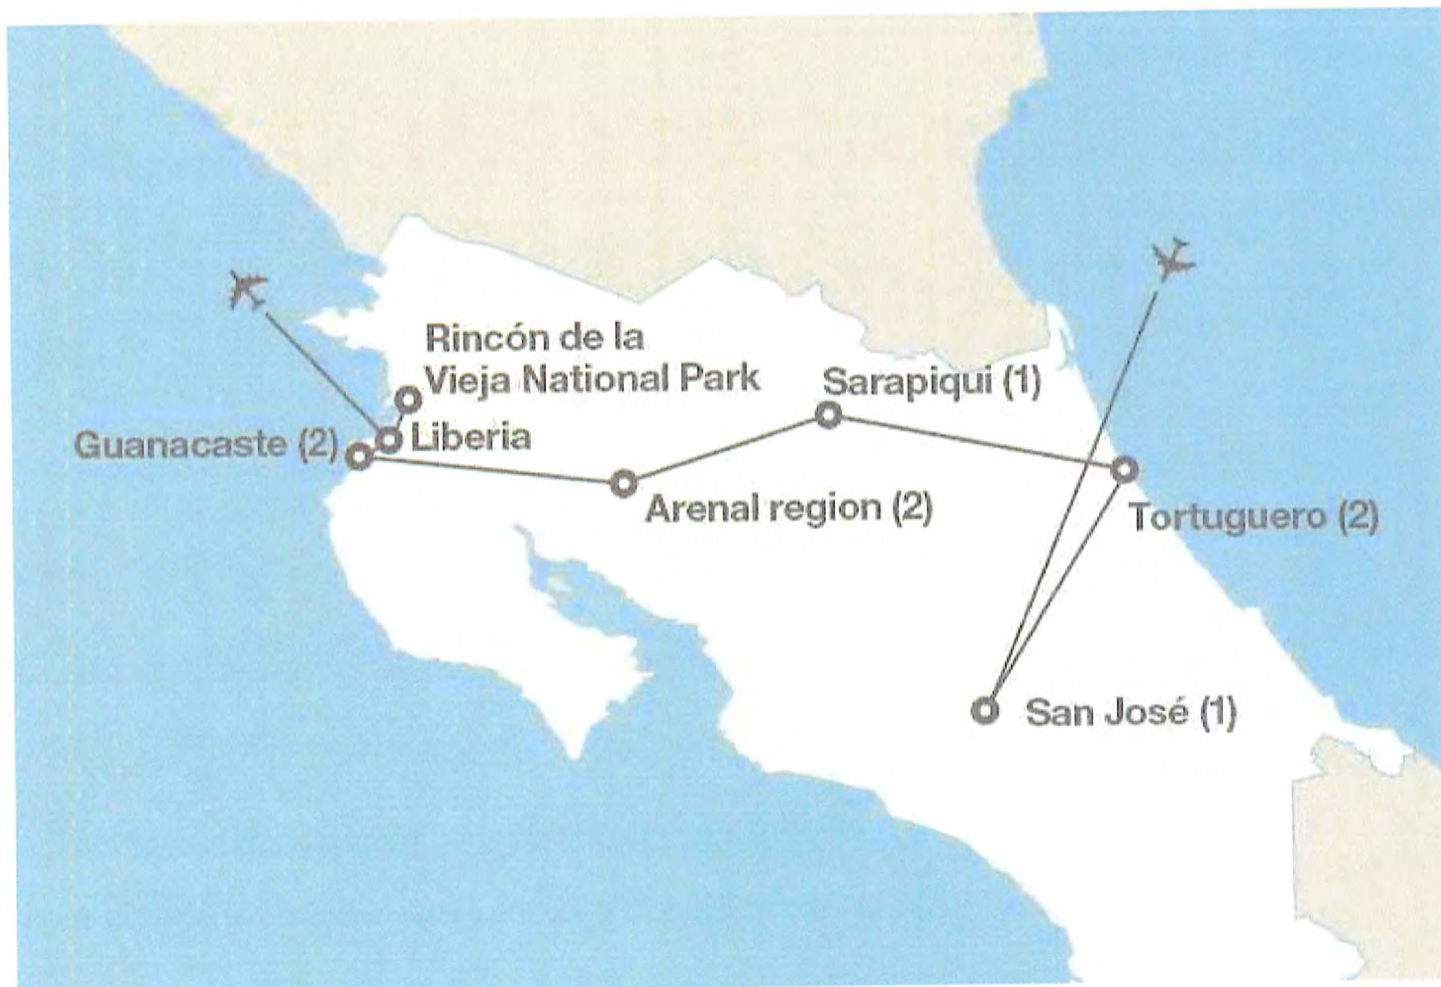 Rincón de la
Vieja National Park
Sarapiqui (1)
Guanacaste (2)
Liberia
Arenal region (2)
Tortuguero (2)
San José (1)